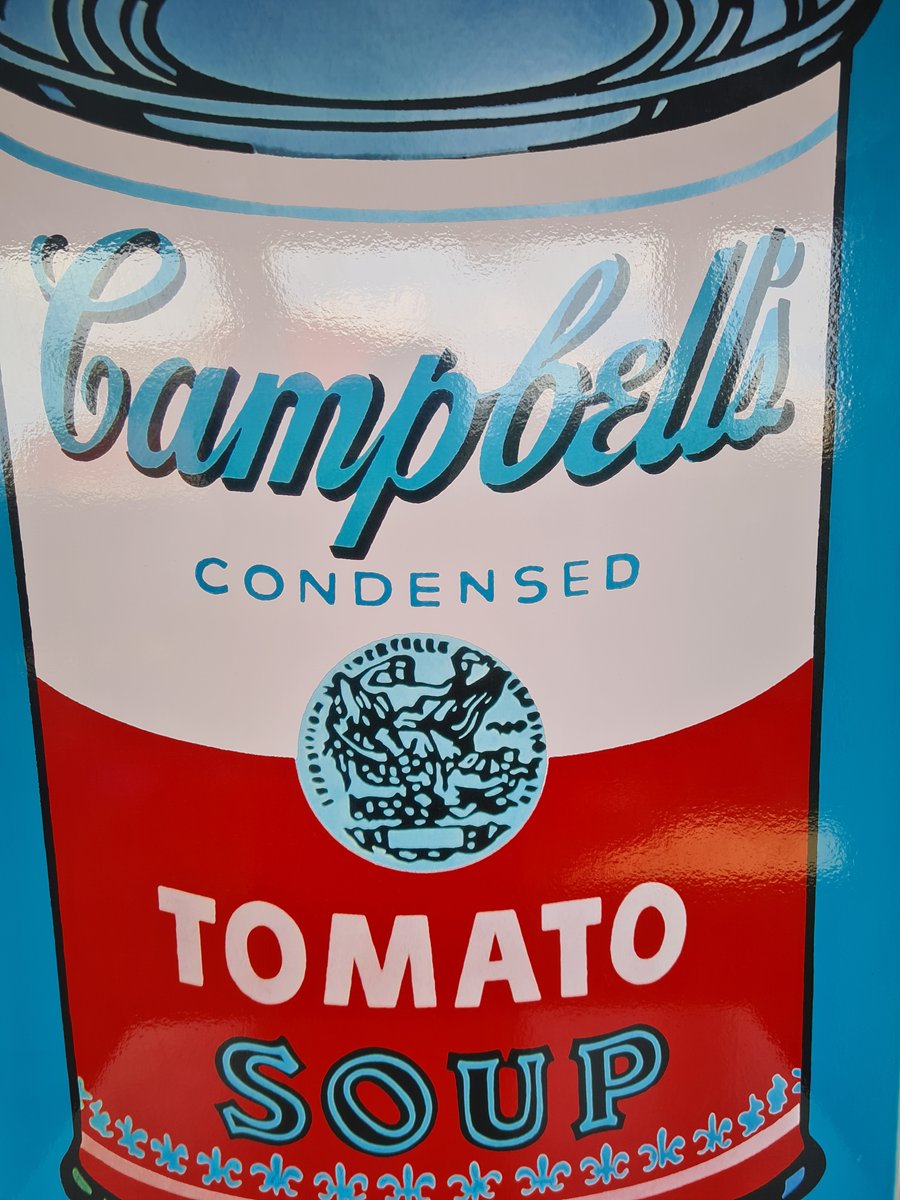 Campbell's
CONDENSED
TOMATO
SOUP